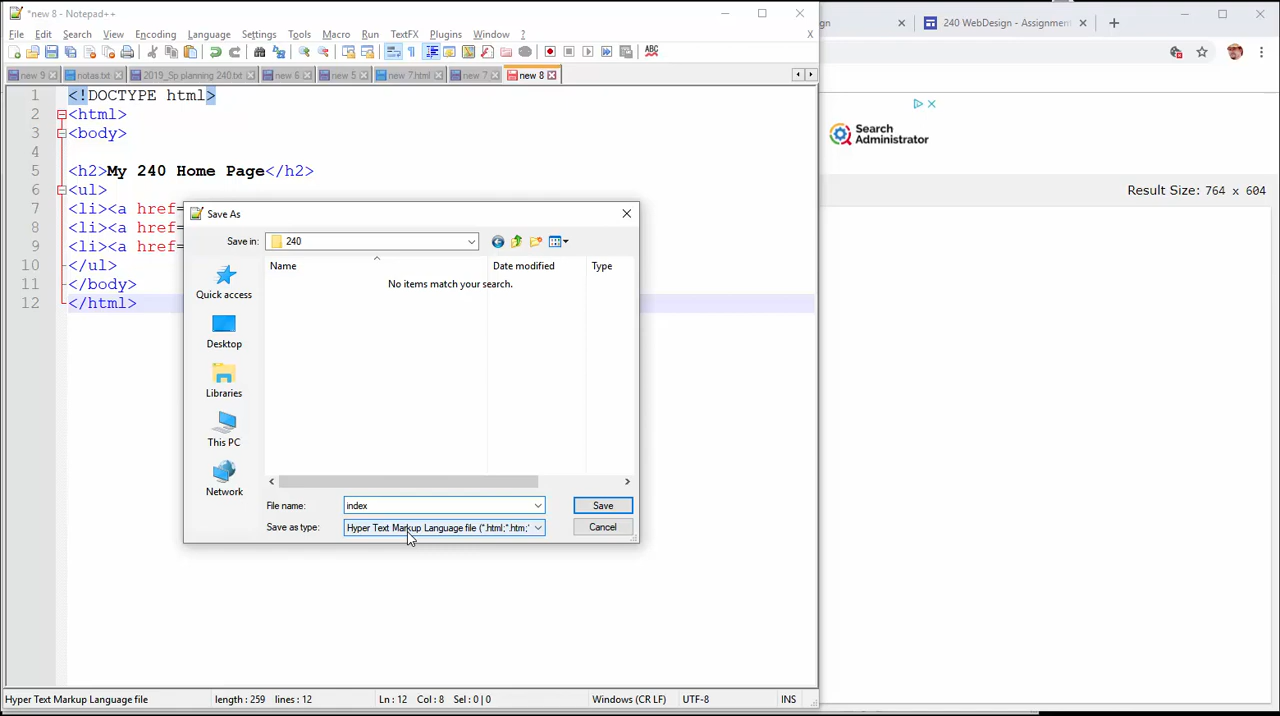 *new 8 - Notepad++
File Edit Search View Encoding Language Settings Tools Macro Run TextFX Plugins Window ? X
new 9 notas.txt 2019_Sp planning 240.txt new 6 new 5 new 7.html new 7 new 8
1 <!DOCTYPE html>
2 <html>
3 <body>
4
5 <h2>My 240 Home Page</h2>
6 <ul>
7 <li><a href=
8 <li><a href=
9 <li><a href=
10 </ul>
11 </body>
12 </html>
Save As
Save in: 240
Name Date modified Type
No items match your search.
Quick access
Desktop
Libraries
This PC
Network
File name: index Save
Save as type: Hyper Text Markup Language file (*.html;*.htm;* Cancel
Hyper Text Markup Language file length : 259 lines : 12 Ln : 12 Col : 8 Sel : 0 | 0 Windows (CR LF) UTF-8 INS
gn 240 WebDesign - Assignment
Search
Administrator
Result Size: 764 x 604